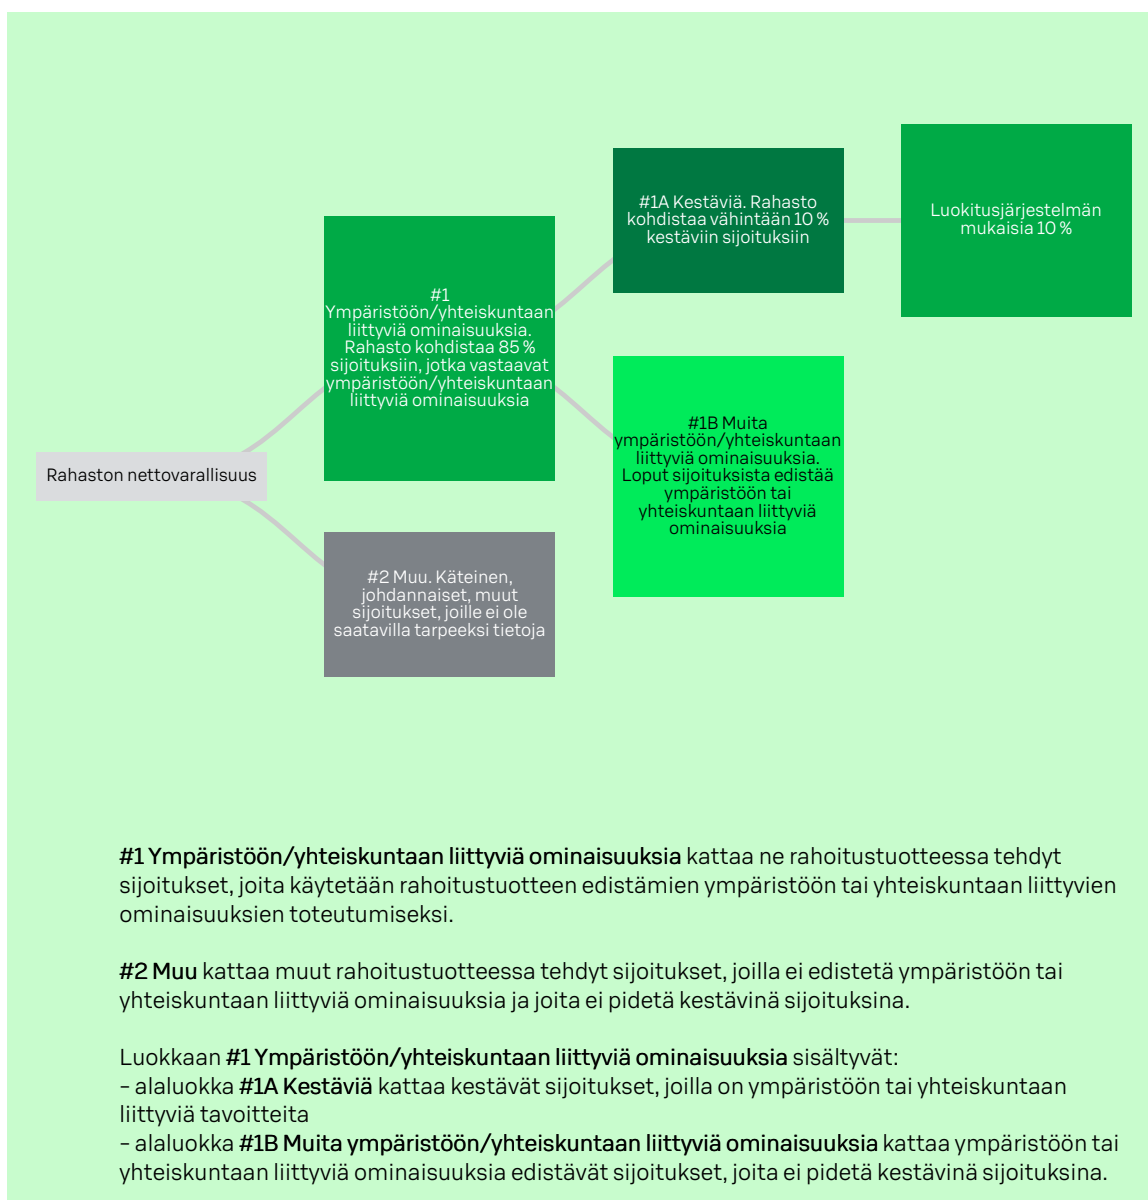 #1A Kestäviä. Rahasto
kohdistaa vähintään 10 %
kestäviin sijoituksiin
Luokitusjärjestelmän
mukaisia 10 %
#1
Ympäristöön/yhteiskuntaan
liittyviä ominaisuuksia.
Rahasto kohdistaa 85 %
sijoituksiin, jotka vastaavat
ympäristöön/yhteiskuntaan
liittyviä ominaisuuksia
#1B Muita
ympäristöön/yhteiskuntaan
liittyviä ominaisuuksia.
Loput sijoituksista edistää
ympäristöön tai
yhteiskuntaan liittyviä
ominaisuuksia
Rahaston nettovarallisuus
#2 Muu. Käteinen,
johdannaiset, muut
sijoitukset, joille ei ole
saatavilla tarpeeksi tietoja
#1 Ympäristöön/yhteiskuntaan liittyviä ominaisuuksia kattaa ne rahoitustuotteessa tehdyt
sijoitukset, joita käytetään rahoitustuotteen edistämien ympäristöön tai yhteiskuntaan liittyvien
ominaisuuksien toteutumiseksi.
#2 Muu kattaa muut rahoitustuotteessa tehdyt sijoitukset, joilla ei edistetä ympäristöön tai
yhteiskuntaan liittyviä ominaisuuksia ja joita ei pidetä kestävinä sijoituksina.
Luokkaan #1 Ympäristöön/yhteiskuntaan liittyviä ominaisuuksia sisältyvät:
– alaluokka #1A Kestäviä kattaa kestävät sijoitukset, joilla on ympäristöön tai yhteiskuntaan
liittyviä tavoitteita
– alaluokka #1B Muita ympäristöön/yhteiskuntaan liittyviä ominaisuuksia kattaa ympäristöön tai
yhteiskuntaan liittyviä ominaisuuksia edistävät sijoitukset, joita ei pidetä kestävinä sijoituksina.